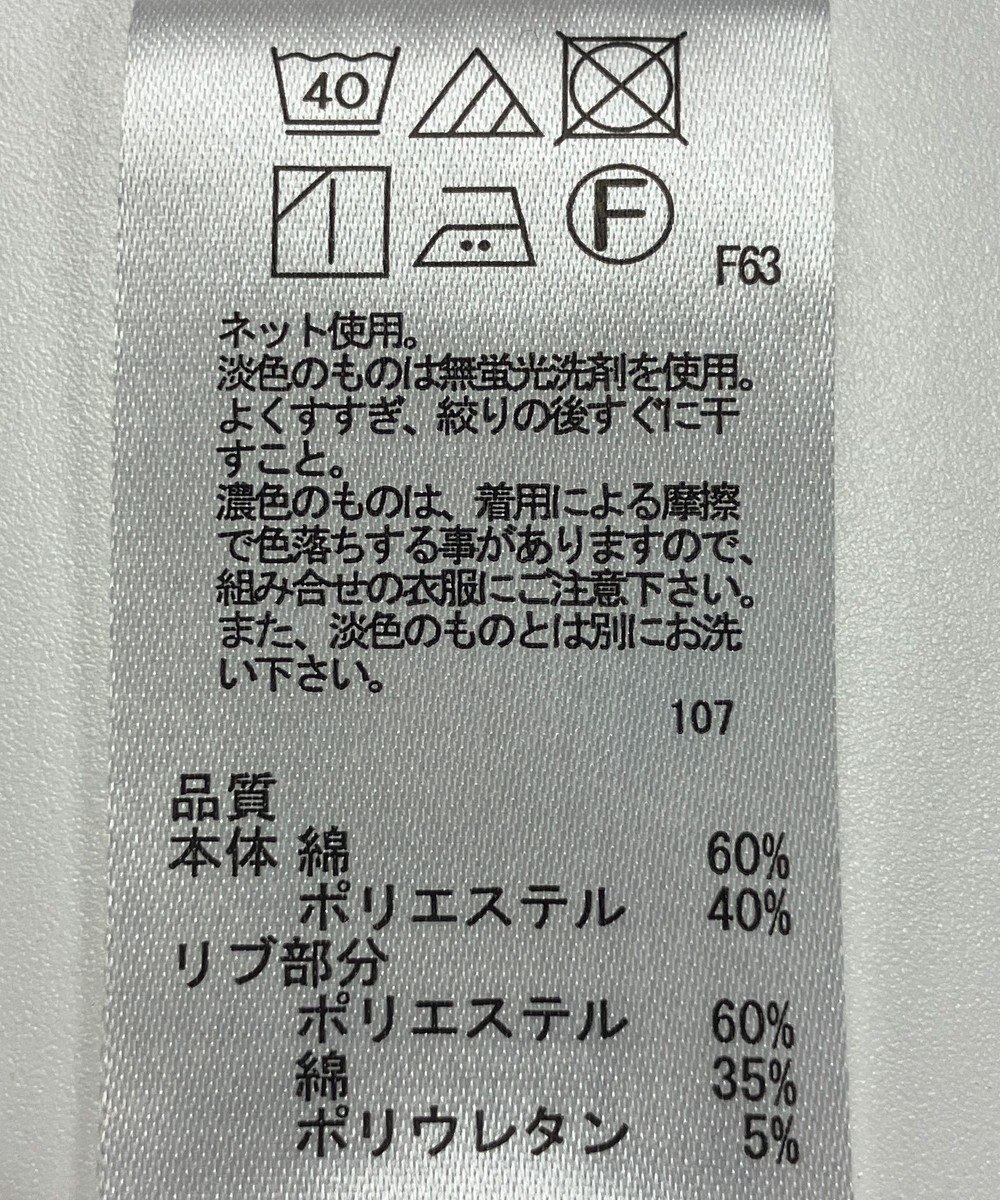 40
F
F63
ネット使用。
淡色のものは無蛍光洗剤を使用。
よくすすぎ、絞りの後すぐに干
すこと。
濃色のものは、着用による摩擦
で色落ちする事がありますので、
組み合せの衣服にご注意下さい。
また、淡色のものとは別にお洗
い下さい。
107
品質
本体 綿 60%
ポリエステル 40%
リブ部分
ポリエステル 60%
綿 35%
ポリウレタン 5%